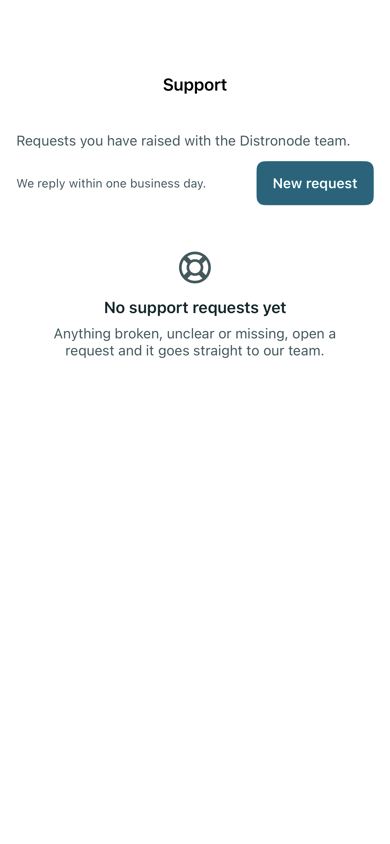 Support
Requests you have raised with the Distronode team.
We reply within one business day.
New request
No support requests yet
Anything broken, unclear or missing, open a
request and it goes straight to our team.